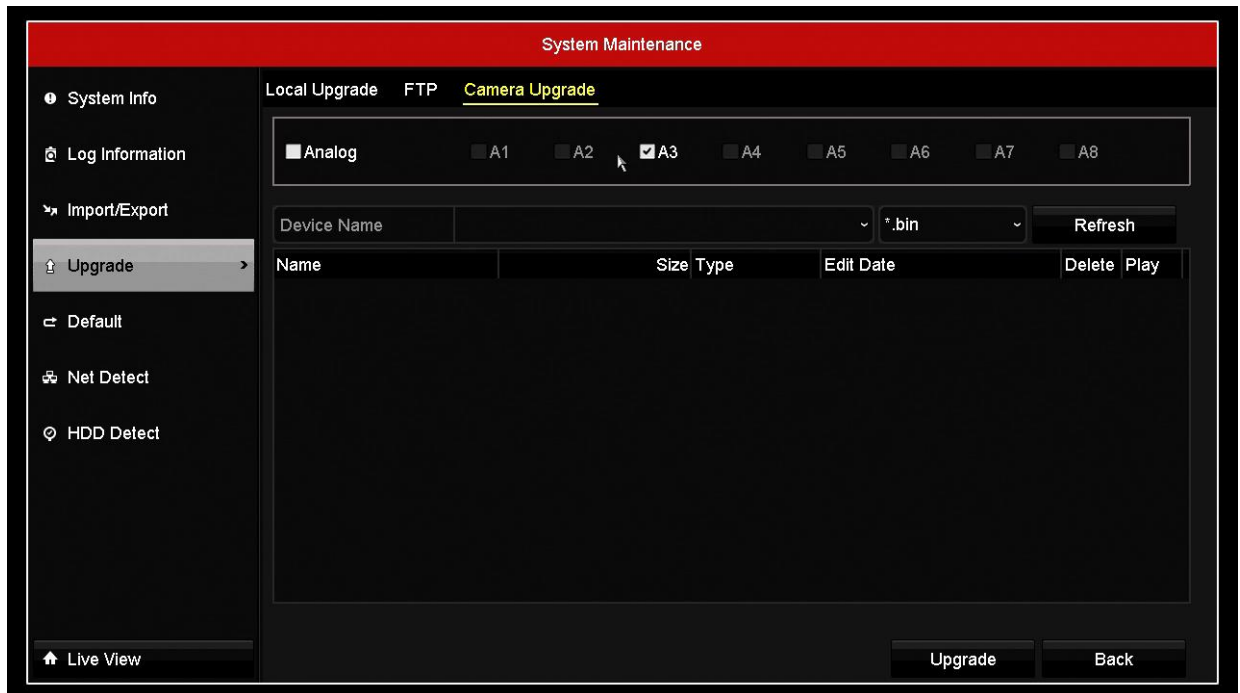 System Maintenance
System Info
Log Information
Import/Export
Upgrade >
Default
Net Detect
HDD Detect
Live View
Local Upgrade FTP Camera Upgrade
Analog A1 A2 A3 A4 A5 A6 A7 A8
Device Name *.bin Refresh
Name Size Type Edit Date Delete Play
Upgrade Back